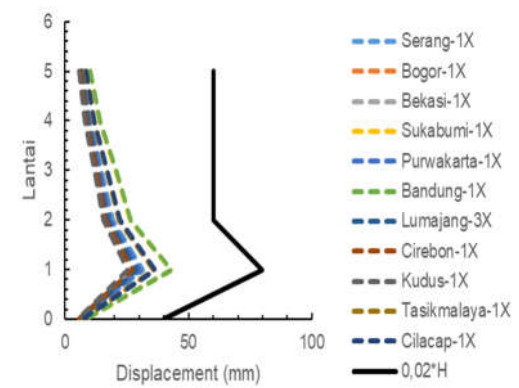 6
5
4
3
2
1
0
Lantai
0
50
100
Displacement (mm)
Serang-1X
Bogor-1X
Bekasi-1X
Sukabumi-1X
Purwakarta-1X
Bandung-1X
Lumajang-3X
Cirebon-1X
Kudus-1X
Tasikmalaya-1X
Cilacap-1X
0,02*H